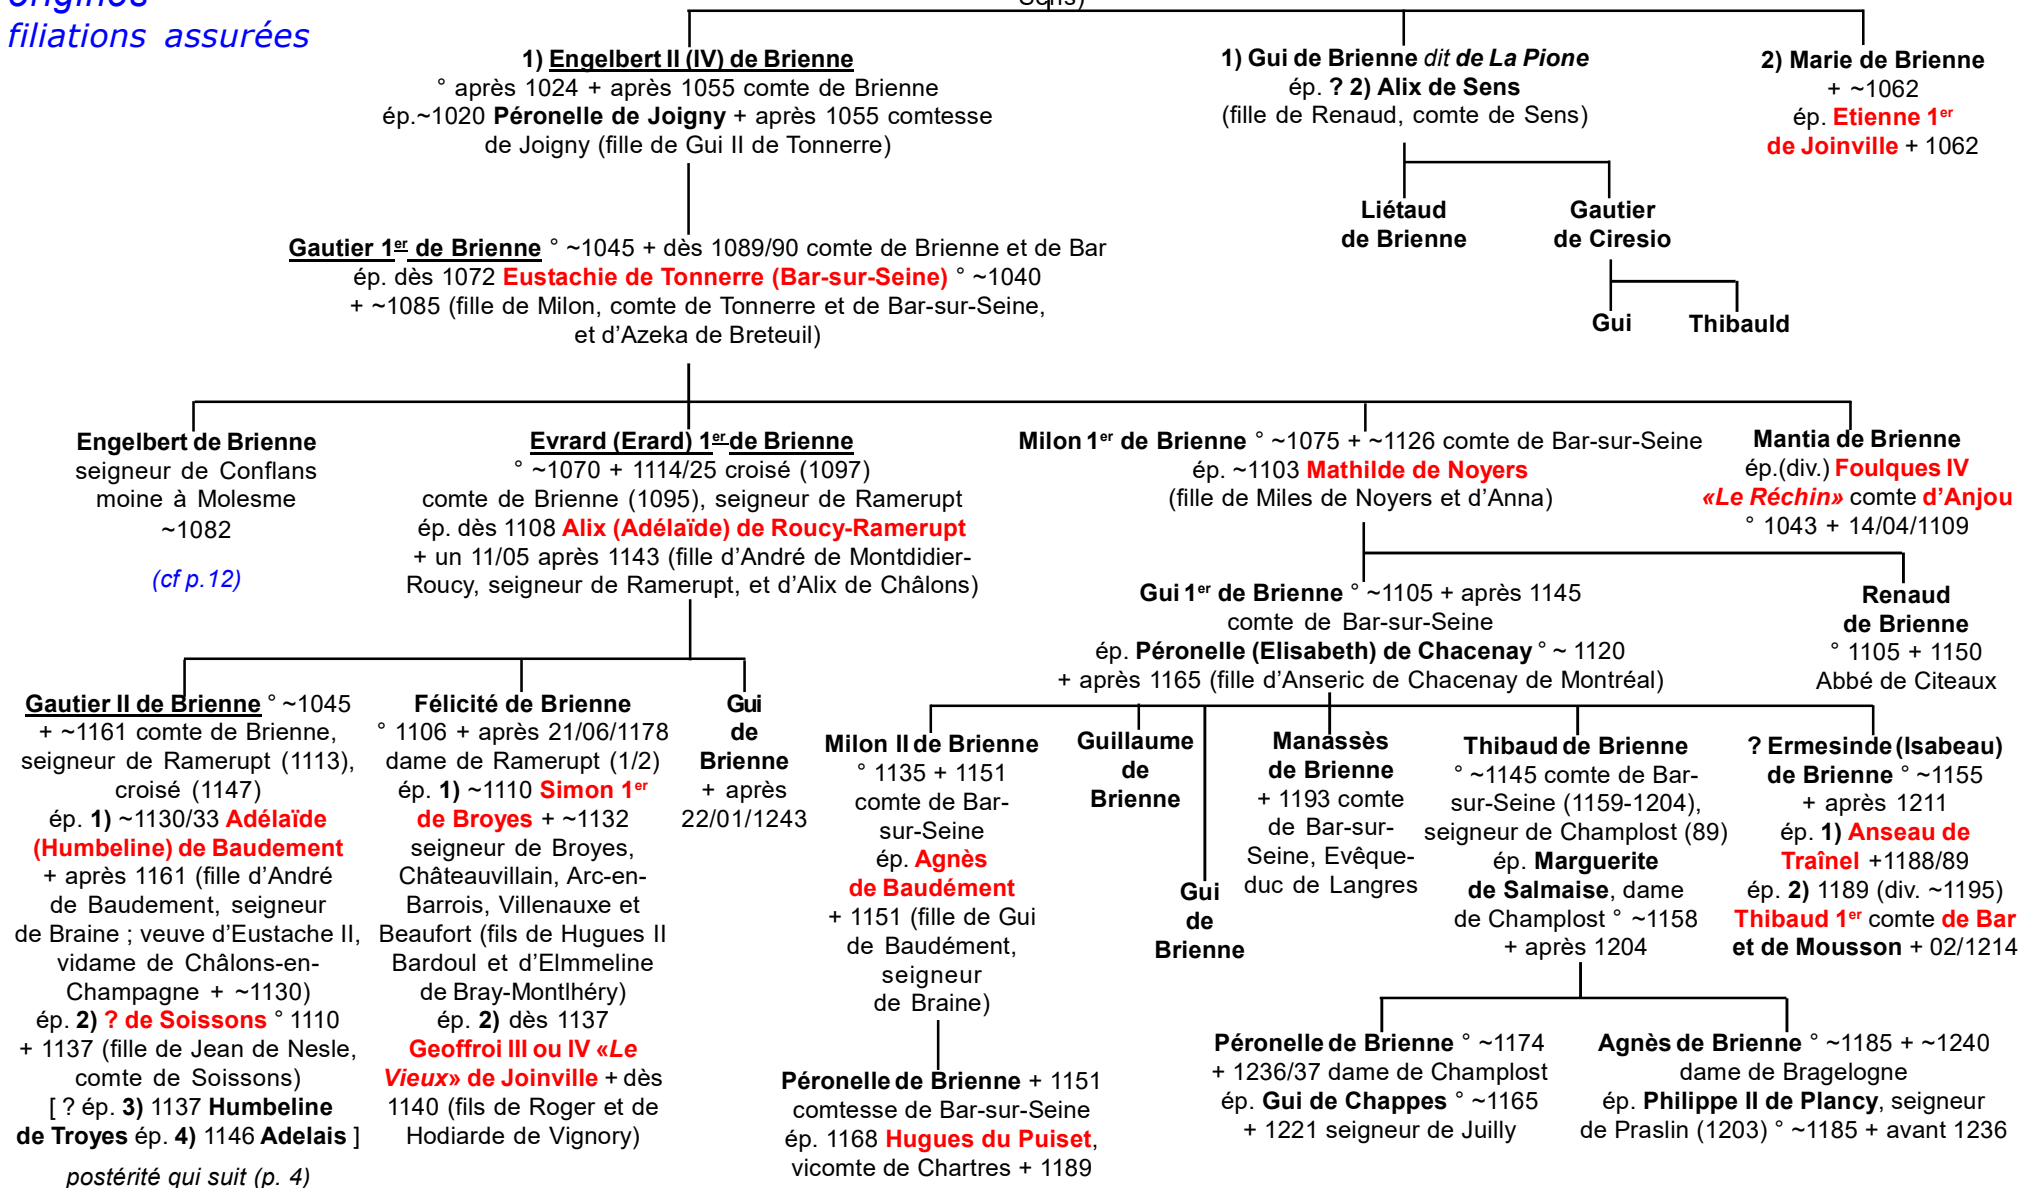 origines
filiations assurées
Sens)
1) Engelbert II (IV) de Brienne
° après 1024 + après 1055 comte de Brienne
ép.~1020 Péronelle de Joigny + après 1055 comtesse
de Joigny (fille de Gui II de Tonnerre)
1) Gui de Brienne dit de La Pione
ép. ? 2) Alix de Sens
(fille de Renaud, comte de Sens)
2) Marie de Brienne
+ ~1062
ép. Etienne 1er
de Joinville + 1062
Liétaud
de Brienne
Gautier
de Ciresio
Gui
Thibauld
Gautier 1er de Brienne ° ~1045 + dès 1089/90 comte de Brienne et de Bar
ép. dès 1072 Eustachie de Tonnerre (Bar-sur-Seine) ° ~1040
+ ~1085 (fille de Milon, comte de Tonnerre et de Bar-sur-Seine,
et d'Azeka de Breteuil)
Engelbert de Brienne
seigneur de Conflans
moine à Molesme
~1082
(cf p.12)
Evrard (Erard) 1er de Brienne
° ~1070 + 1114/25 croisé (1097)
comte de Brienne (1095), seigneur de Ramerupt
ép. dès 1108 Alix (Adélaïde) de Roucy-Ramerupt
+ un 11/05 après 1143 (fille d'André de Montdidier-
Roucy, seigneur de Ramerupt, et d'Alix de Châlons)
Milon 1er de Brienne ° ~1075 + ~1126 comte de Bar-sur-Seine
ép. ~1103 Mathilde de Noyers
(fille de Miles de Noyers et d'Anna)
Mantia de Brienne
ép.(div.) Foulques IV
«Le Réchin» comte d'Anjou
° 1043 + 14/04/1109
Gui 1er de Brienne ° ~1105 + après 1145
comte de Bar-sur-Seine
ép. Péronelle (Elisabeth) de Chacenay ° ~ 1120
+ après 1165 (fille d'Anseric de Chacenay de Montréal)
Renaud
de Brienne
° 1105 + 1150
Abbé de Citeaux
Gautier II de Brienne ° ~1045
+ ~1161 comte de Brienne,
seigneur de Ramerupt (1113),
croisé (1147)
ép. 1) ~1130/33 Adélaïde
(Humbeline) de Baudement
+ après 1161 (fille d'André
de Baudement, seigneur
de Braine ; veuve d'Eustache II,
vidame de Châlons-en-
Champagne + ~1130)
ép. 2) ? de Soissons ° 1110
+ 1137 (fille de Jean de Nesle,
comte de Soissons)
[ ? ép. 3) 1137 Humbeline
de Troyes ép. 4) 1146 Adelais ]
postérité qui suit (p. 4)
Félicité de Brienne
° 1106 + après 21/06/1178
dame de Ramerupt (1/2)
ép. 1) ~1110 Simon 1er
de Broyes + ~1132
seigneur de Broyes,
Châteauvillain, Arc-en-
Barrois, Villenauxe et
Beaufort (fils de Hugues II
Bardoul et d'Elmmeline
de Bray-Montlhéry)
ép. 2) dès 1137
Geoffroi III ou IV «Le
Vieux» de Joinville + dès
1140 (fils de Roger et de
Hodiarde de Vignory)
Gui
de
Brienne
+ après
22/01/1243
Milon II de Brienne
° 1135 + 1151
comte de Bar-
sur-Seine
ép. Agnès
de Baudément
+ 1151 (fille de Gui
de Baudément,
seigneur
de Braine)
Guillaume
de
Brienne
Gui
de
Brienne
Manassès
de Brienne
+ 1193 comte
de Bar-sur-
Seine, Evêque-
duc de Langres
Thibaud de Brienne
° ~1145 comte de Bar-
sur-Seine (1159-1204),
seigneur de Champlost (89)
ép. Marguerite
de Salmaise, dame
de Champlost ° ~1158
+ après 1204
? Ermesinde (Isabeau)
de Brienne ° ~1155
+ après 1211
ép. 1) Anseau de
Traînel +1188/89
ép. 2) 1189 (div. ~1195)
Thibaud 1er comte de Bar
et de Mousson + 02/1214
Péronelle de Brienne + 1151
comtesse de Bar-sur-Seine
ép. 1168 Hugues du Puiset,
vicomte de Chartres + 1189
Péronelle de Brienne ° ~1174
+ 1236/37 dame de Champlost
ép. Gui de Chappes ° ~1165
+ 1221 seigneur de Juilly
Agnès de Brienne ° ~1185 + ~1240
dame de Bragelogne
ép. Philippe II de Plancy, seigneur
de Praslin (1203) ° ~1185 + avant 1236